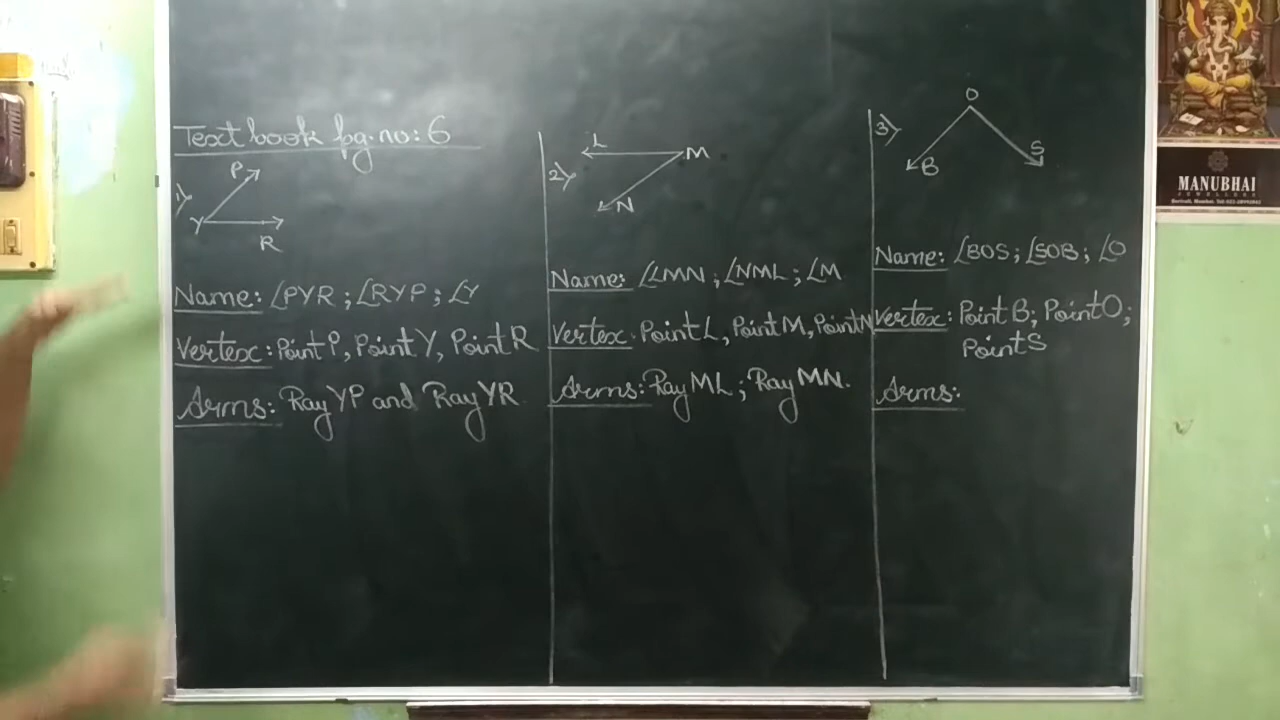 Text book pg.no: 6
1)
P
Y
R
Name: ∠PYR ; ∠RYP ; ∠Y
Vertex: Point P, Point Y, Point R
Arms: Ray YP and Ray YR
2)
L
M
N
Name: ∠LMN ; ∠NML ; ∠M
Vertex: Point L, Point M, Point N
Arms: Ray ML ; Ray MN.
3)
O
B
S
Name: ∠BOS ; ∠SOB ; ∠O
Vertex: Point B; Point O;
Point S
Arms:
MANUBHAI
JEWELLERS